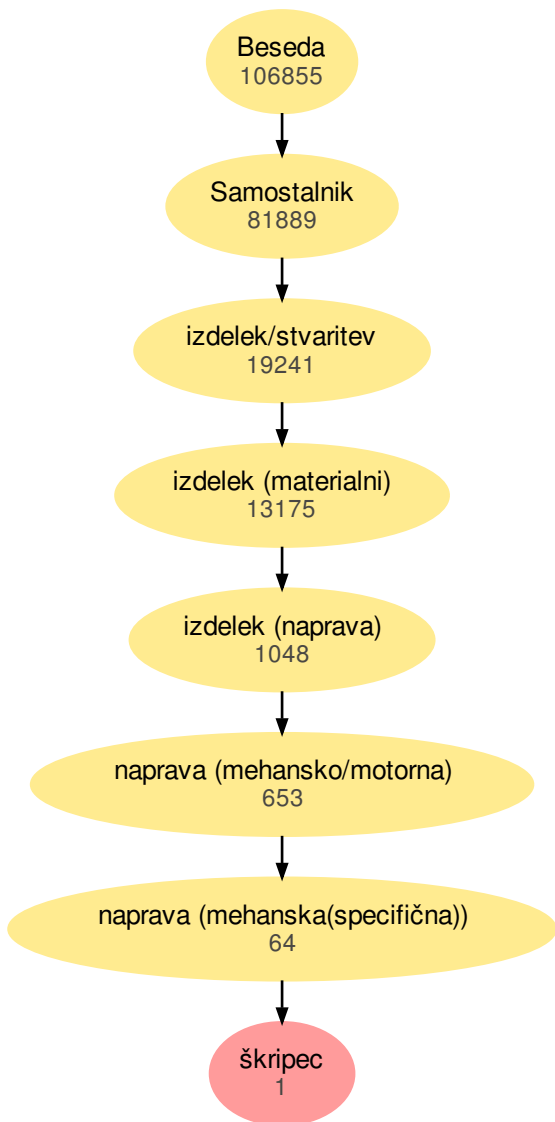 Beseda
106855
Samostalnik
81889
izdelek/stvaritev
19241
izdelek (materialni)
13175
izdelek (naprava)
1048
naprava (mehansko/motorna)
653
naprava (mehanska(specifična))
64
škripec
1